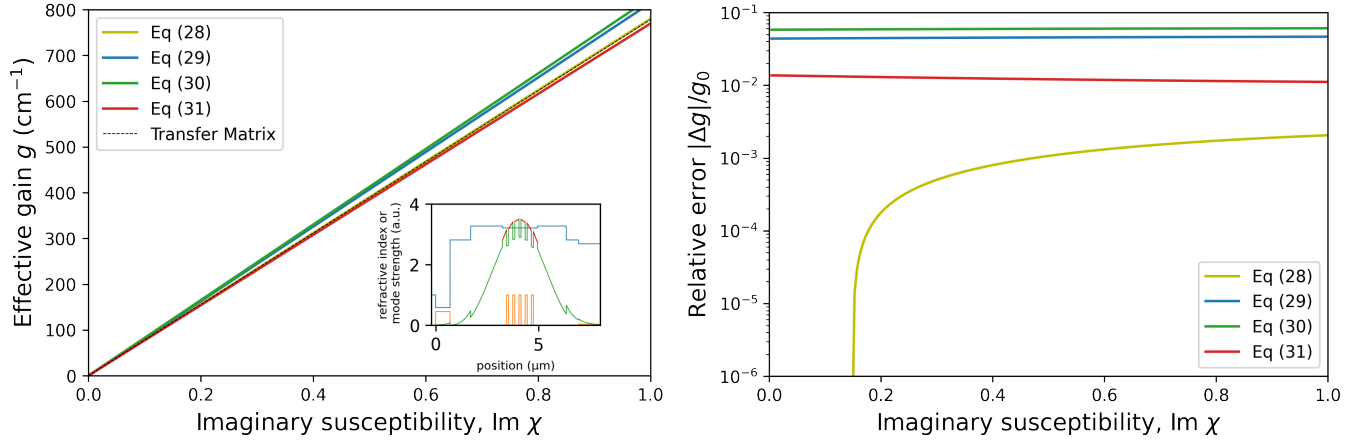 Effective gain g (cm⁻¹)
800
700
600
500
400
300
200
100
0
Eq (28)
Eq (29)
Eq (30)
Eq (31)
Transfer Matrix
refractive index or
mode strength (a.u.)
4
2
0
0 5
position (μm)
0.0 0.2 0.4 0.6 0.8 1.0
Imaginary susceptibility, Im χ
Relative error |Δg|/g₀
10⁻¹
10⁻²
10⁻³
10⁻⁴
10⁻⁵
10⁻⁶
Eq (28)
Eq (29)
Eq (30)
Eq (31)
0.0 0.2 0.4 0.6 0.8 1.0
Imaginary susceptibility, Im χ